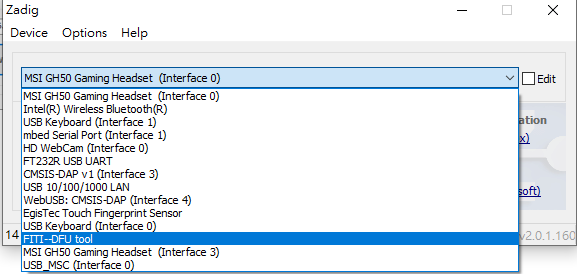 Zadig
Device Options Help
MSI GH50 Gaming Headset (Interface 0)
Edit
MSI GH50 Gaming Headset (Interface 0)
Intel(R) Wireless Bluetooth(R)
USB Keyboard (Interface 1)
mbed Serial Port (Interface 1)
HD WebCam (Interface 0)
FT232R USB UART
CMSIS-DAP v1 (Interface 3)
USB 10/100/1000 LAN
WebUSB: CMSIS-DAP (Interface 4)
EgisTec Touch Fingerprint Sensor
USB Keyboard (Interface 0)
FITI--DFU tool
MSI GH50 Gaming Headset (Interface 3)
USB_MSC (Interface 0)
ation
x)
soft)
14
v2.0.1.160